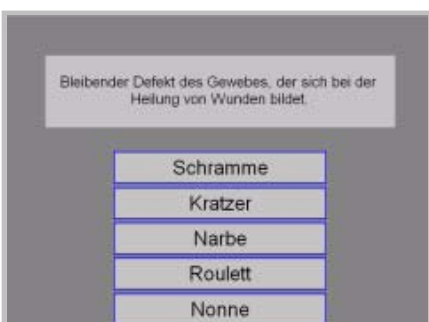 Bleibender Defekt des Gewebes, der sich bei der
Heilung von Wunden bildet.
Schramme
Kratzer
Narbe
Roulett
Nonne